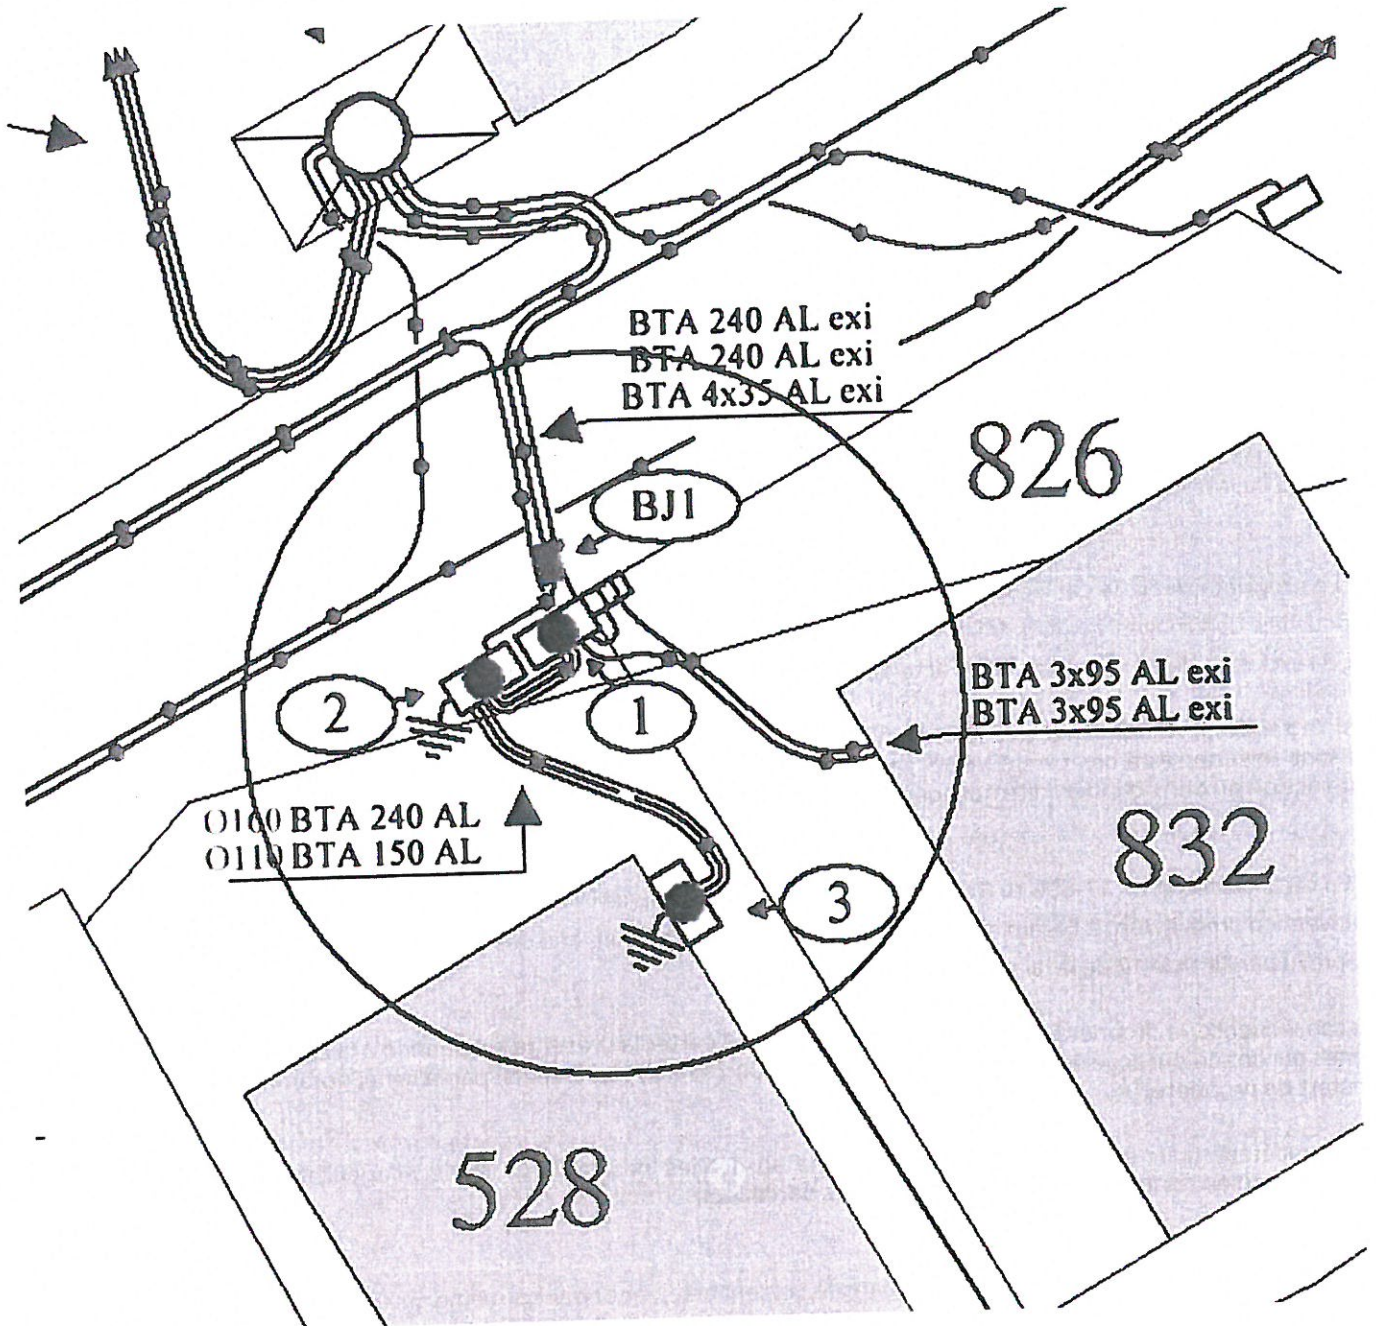 BTA 240 AL exi
BTA 240 AL exi
BTA 4x35 AL exi
826
BJ1
BTA 3x95 AL exi
BTA 3x95 AL exi
2
1
O160 BTA 240 AL
O110 BTA 150 AL
832
3
528